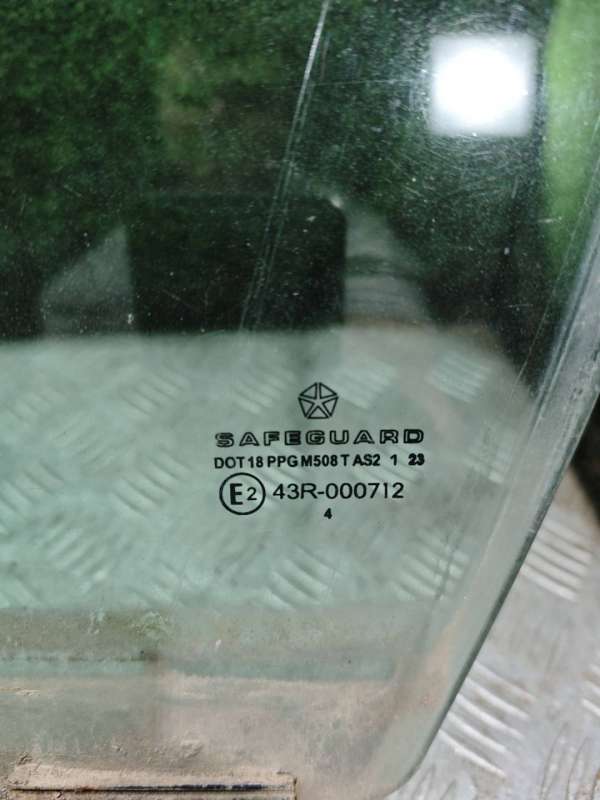 SAFEGUARD
DOT 18 PPG M508 T AS2 1 23
E2 43R-000712
4